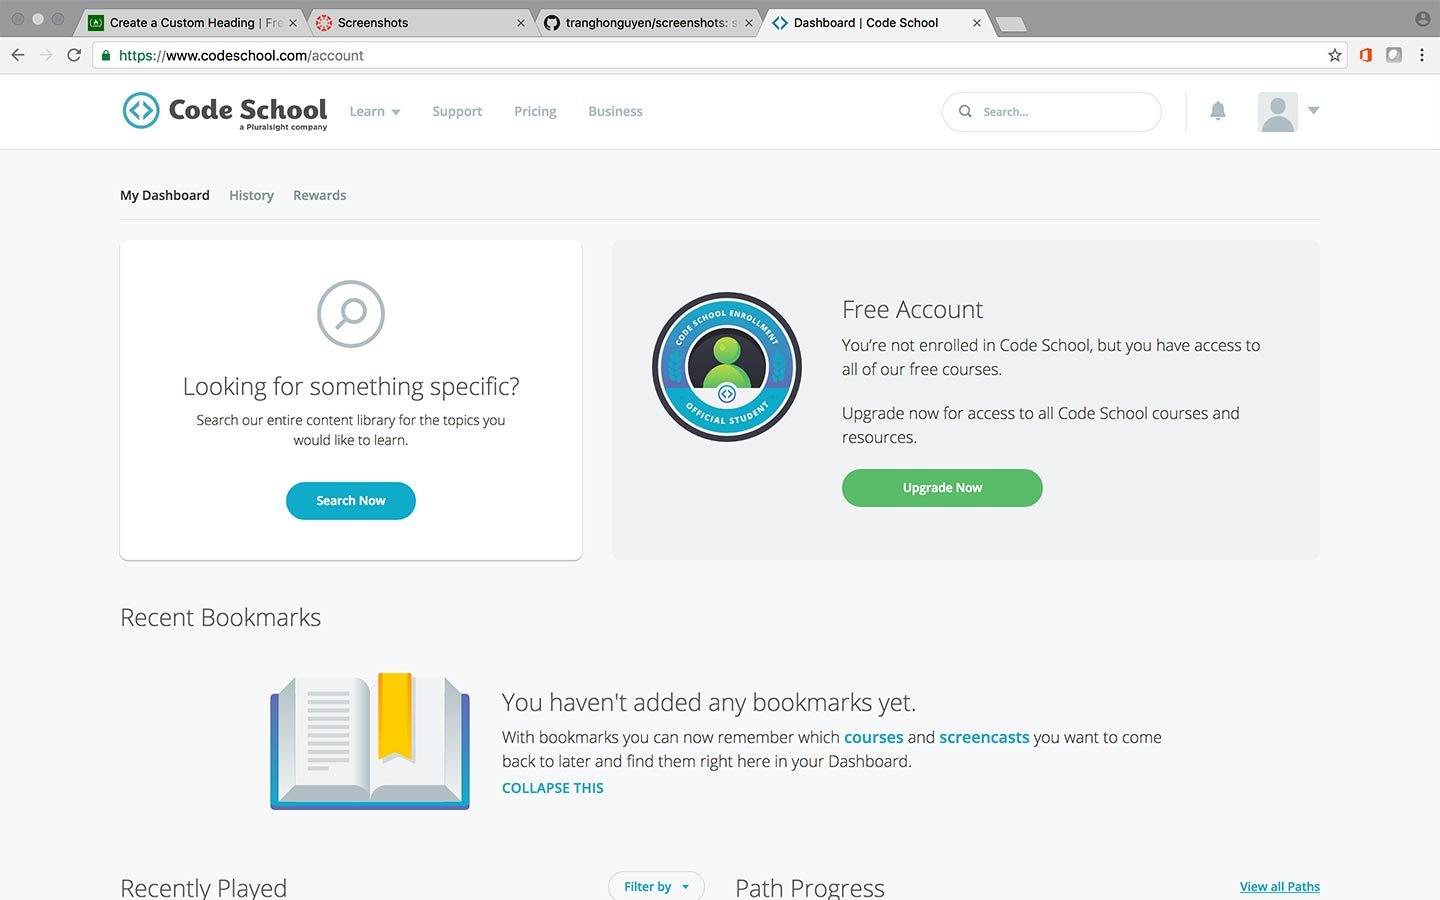 Create a Custom Heading | Fre
Screenshots
tranghonguyen/screenshots: s
Dashboard | Code School
https://www.codeschool.com/account
Code School
a Pluralsight company
Learn
Support
Pricing
Business
Search...
My Dashboard
History
Rewards
Looking for something specific?
Search our entire content library for the topics you
would like to learn.
Search Now
CODE SCHOOL ENROLLMENT
OFFICIAL STUDENT
Free Account
You’re not enrolled in Code School, but you have access to
all of our free courses.
Upgrade now for access to all Code School courses and
resources.
Upgrade Now
Recent Bookmarks
You haven't added any bookmarks yet.
With bookmarks you can now remember which courses and screencasts you want to come
back to later and find them right here in your Dashboard.
COLLAPSE THIS
Recently Played
Filter by
Path Progress
View all Paths